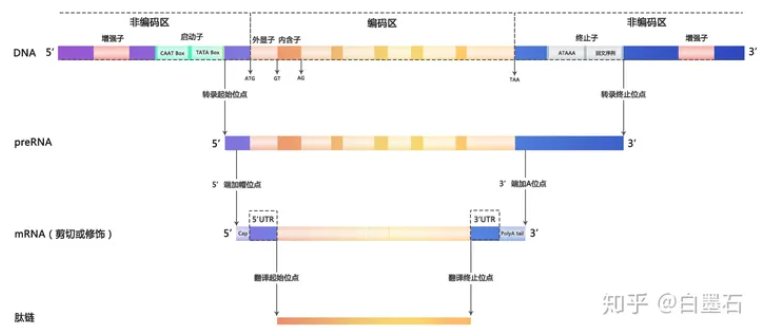 非编码区 编码区 非编码区
增强子 启动子 外显子 内含子 终止子 增强子
DNA 5' CAAT Box TATA Box ATAAA 回文序列 3'
ATG GT AG TAA
转录起始位点 转录终止位点
preRNA 5' 3'
5' 端加帽位点 3' 端加A位点
5'UTR 3'UTR
mRNA（剪切或修饰） 5' Cap PolyA tail 3'
翻译起始位点 翻译终止位点
肽链
知乎 @白墨石